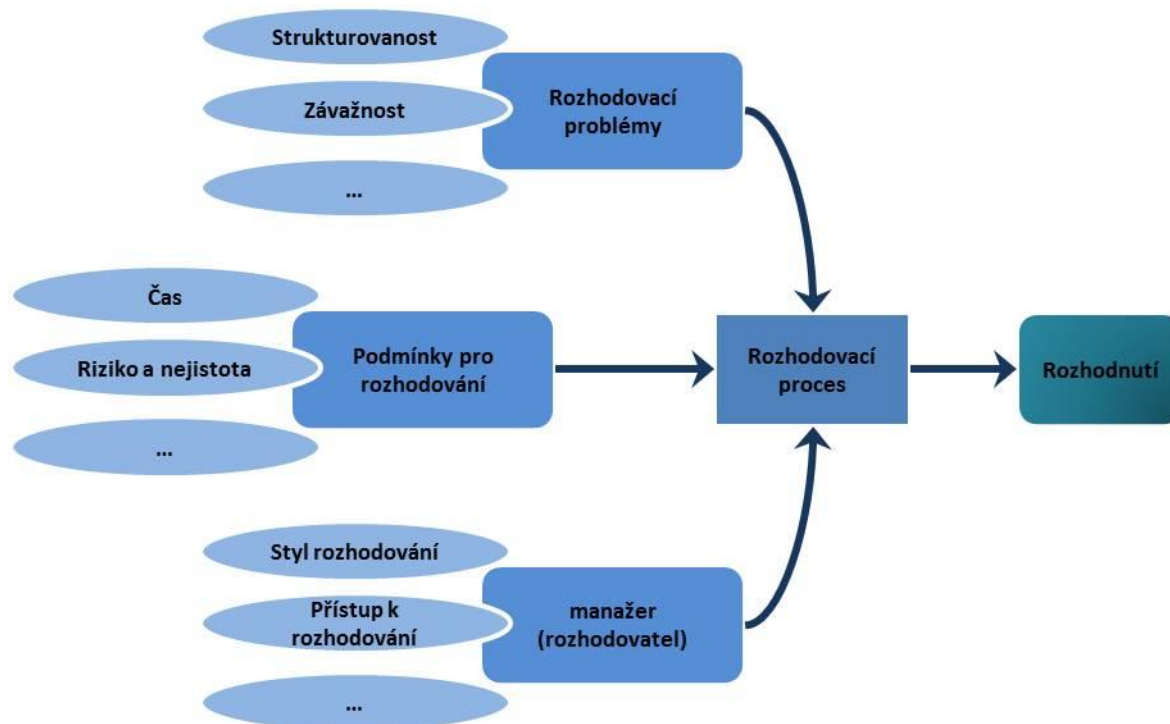 Strukturovanost
Závažnost
...
Rozhodovací
problémy
Čas
Riziko a nejistota
...
Podmínky pro
rozhodování
Rozhodovací
proces
Rozhodnutí
Styl rozhodování
Přístup k
rozhodování
...
manažer
(rozhodovatel)